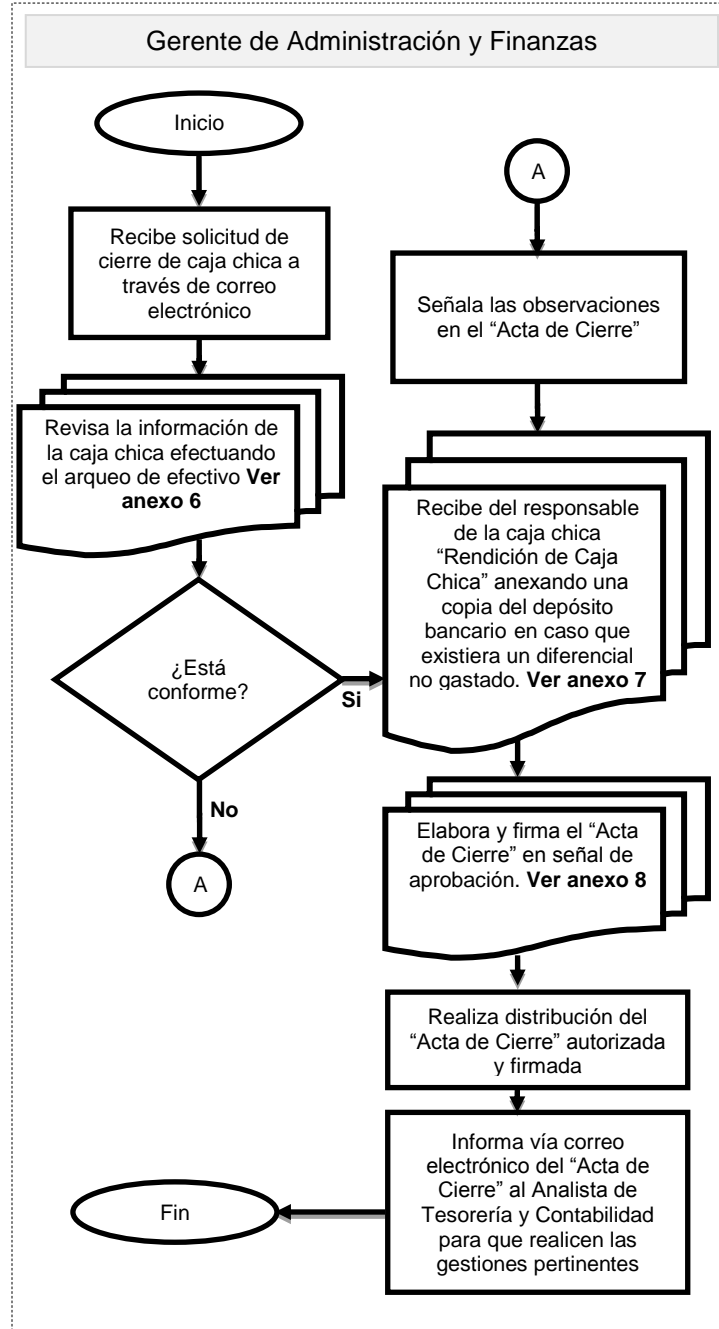 Gerente de Administración y Finanzas
Inicio
Recibe solicitud de
cierre de caja chica a
través de correo
electrónico
Revisa la información de
la caja chica efectuando
el arqueo de efectivo Ver
anexo 6
¿Está
conforme?
Si
No
A
A
Señala las observaciones
en el “Acta de Cierre”
Recibe del responsable
de la caja chica
“Rendición de Caja
Chica” anexando una
copia del depósito
bancario en caso que
existiera un diferencial
no gastado. Ver anexo 7
Elabora y firma el “Acta
de Cierre” en señal de
aprobación. Ver anexo 8
Realiza distribución del
“Acta de Cierre” autorizada
y firmada
Informa vía correo
electrónico del “Acta de
Cierre” al Analista de
Tesorería y Contabilidad
para que realicen las
gestiones pertinentes
Fin